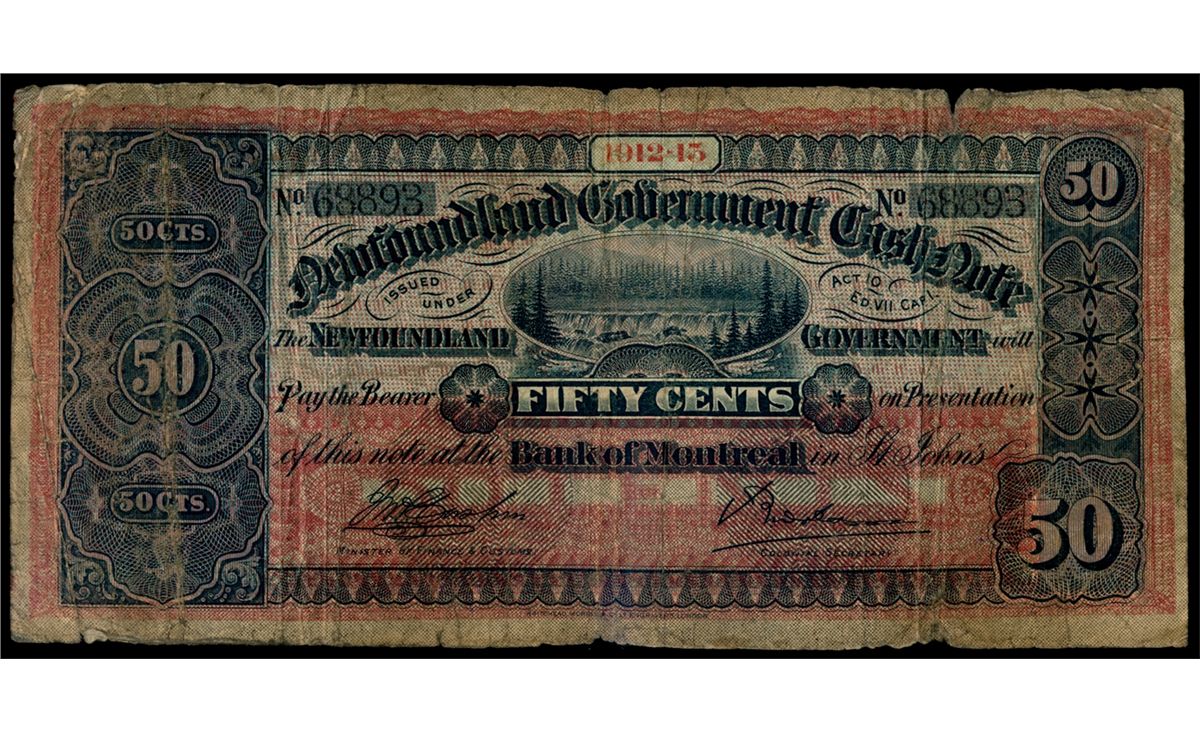 1912-13
No. 68893
No. 68893
50
50 CTS.
Newfoundland Government Cash Note
ISSUED UNDER
ACT 10 ED. VII. CAP. 1.
The NEWFOUNDLAND GOVERNMENT will
50
Pay the Bearer FIFTY CENTS on Presentation
of this note at the Bank of Montreal in St. John's
50 CTS.
50
MINISTER OF FINANCE & CUSTOMS.
COLONIAL SECRETARY